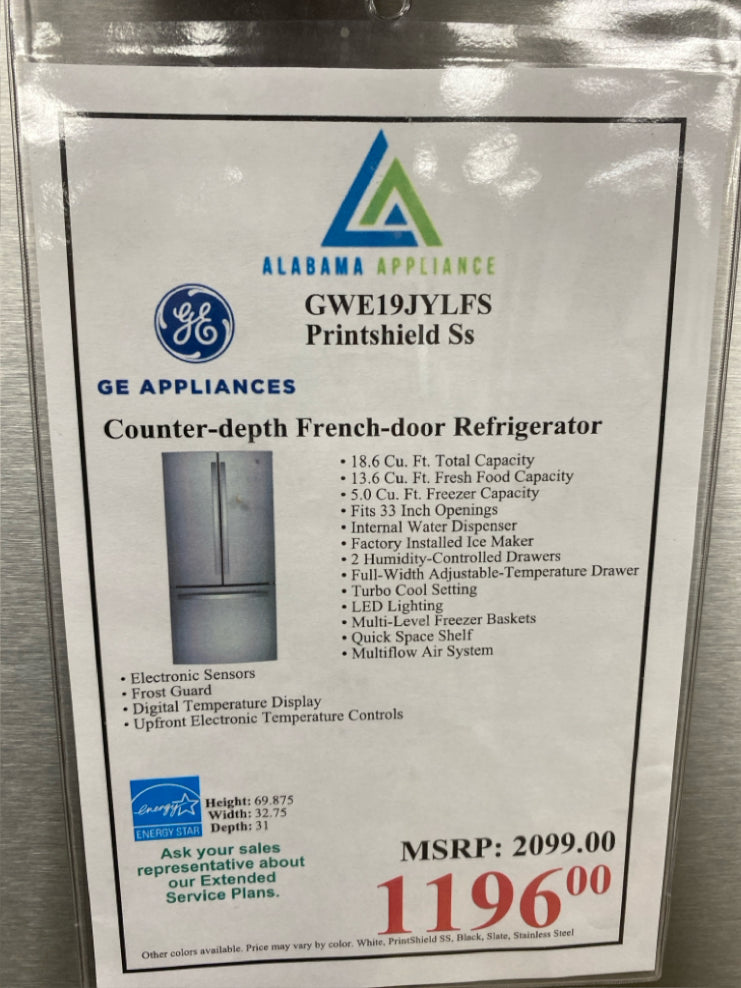 ALABAMA APPLIANCE
GE
GWE19JYLFS
Printshield Ss
GE APPLIANCES
Counter-depth French-door Refrigerator
• 18.6 Cu. Ft. Total Capacity
• 13.6 Cu. Ft. Fresh Food Capacity
• 5.0 Cu. Ft. Freezer Capacity
• Fits 33 Inch Openings
• Internal Water Dispenser
• Factory Installed Ice Maker
• 2 Humidity-Controlled Drawers
• Full-Width Adjustable-Temperature Drawer
• Turbo Cool Setting
• LED Lighting
• Multi-Level Freezer Baskets
• Quick Space Shelf
• Multiflow Air System
• Electronic Sensors
• Frost Guard
• Digital Temperature Display
• Upfront Electronic Temperature Controls
energy
ENERGY STAR
Height: 69.875
Width: 32.75
Depth: 31
Ask your sales
representative about
our Extended
Service Plans.
MSRP: 2099.00
1196 00
Other colors available. Price may vary by color. White, PrintShield SS, Black, Slate, Stainless Steel